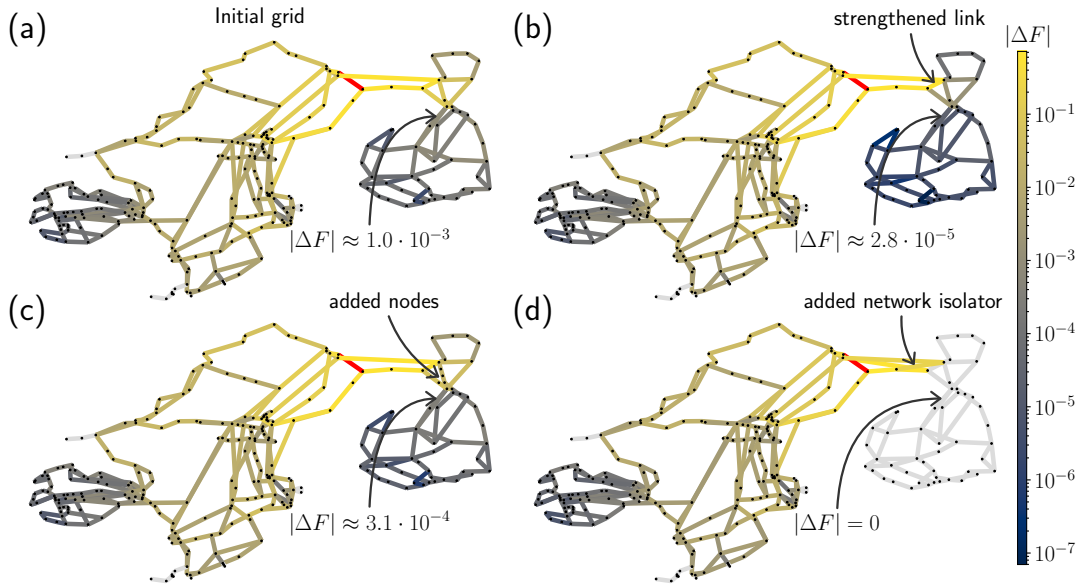 (a)
Initial grid
|ΔF| ≈ 1.0 · 10⁻³
(b)
strengthened link
|ΔF| ≈ 2.8 · 10⁻⁵
(c)
added nodes
|ΔF| ≈ 3.1 · 10⁻⁴
(d)
added network isolator
|ΔF| = 0
|ΔF|
10⁻¹
10⁻²
10⁻³
10⁻⁴
10⁻⁵
10⁻⁶
10⁻⁷